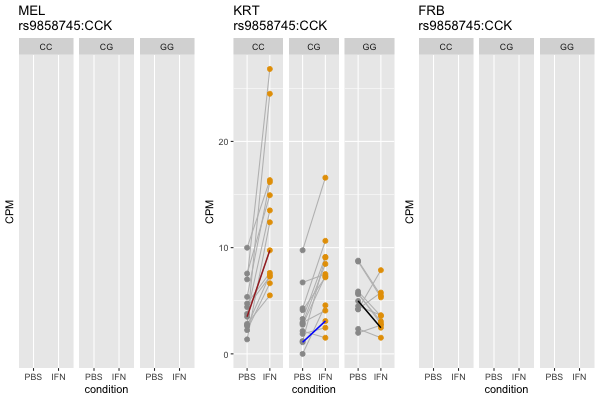 MEL
rs9858745:CCK
CC CG GG
CPM
PBS IFN PBS IFN PBS IFN
condition
KRT
rs9858745:CCK
CC CG GG
CPM
20
10
0
PBS IFN PBS IFN PBS IFN
condition
FRB
rs9858745:CCK
CC CG GG
CPM
PBS IFN PBS IFN PBS IFN
condition